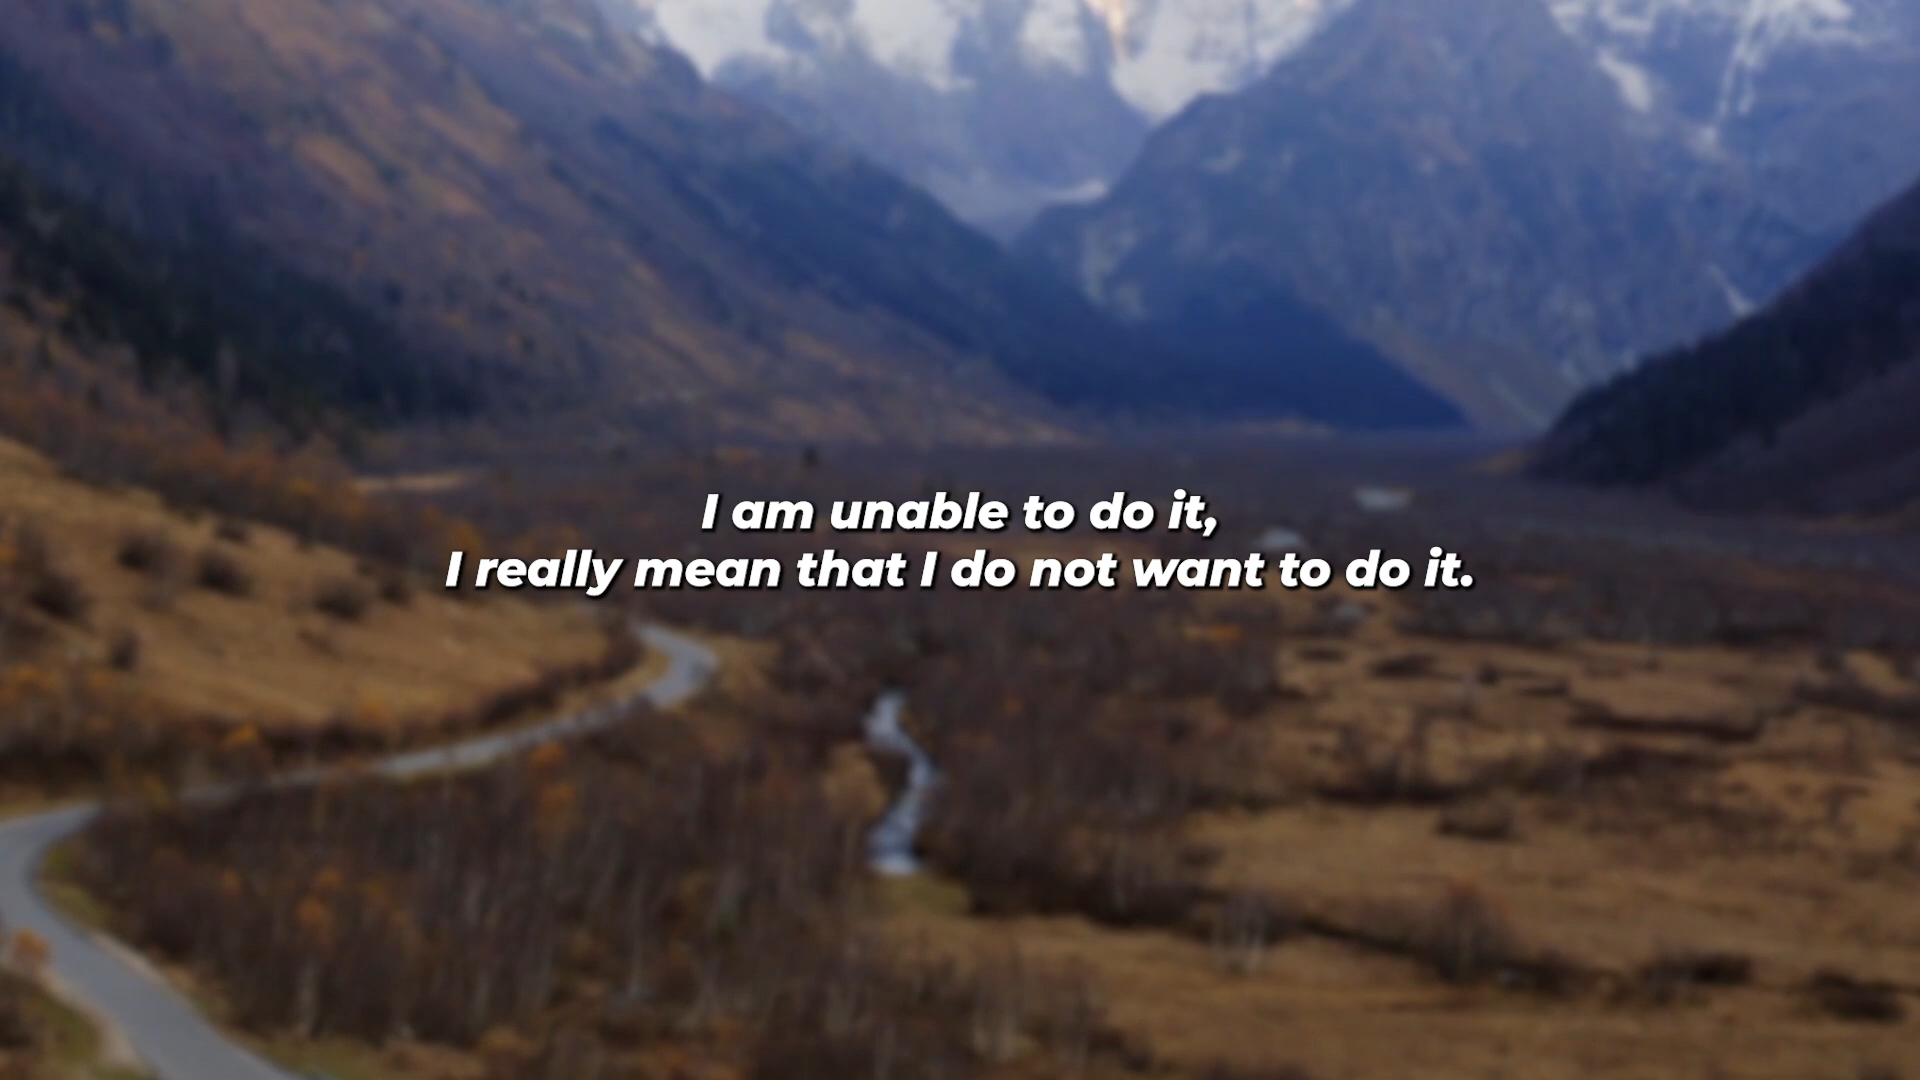 I am unable to do it,
I really mean that I do not want to do it.